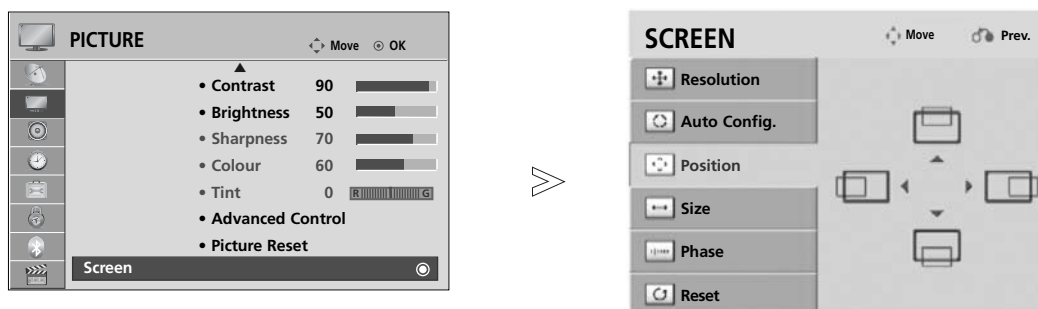 PICTURE
Move
OK
• Contrast 90
• Brightness 50
• Sharpness 70
• Colour 60
• Tint 0 R G
• Advanced Control
• Picture Reset
Screen
SCREEN
Move
Prev.
Resolution
Auto Config.
Position
Size
Phase
Reset